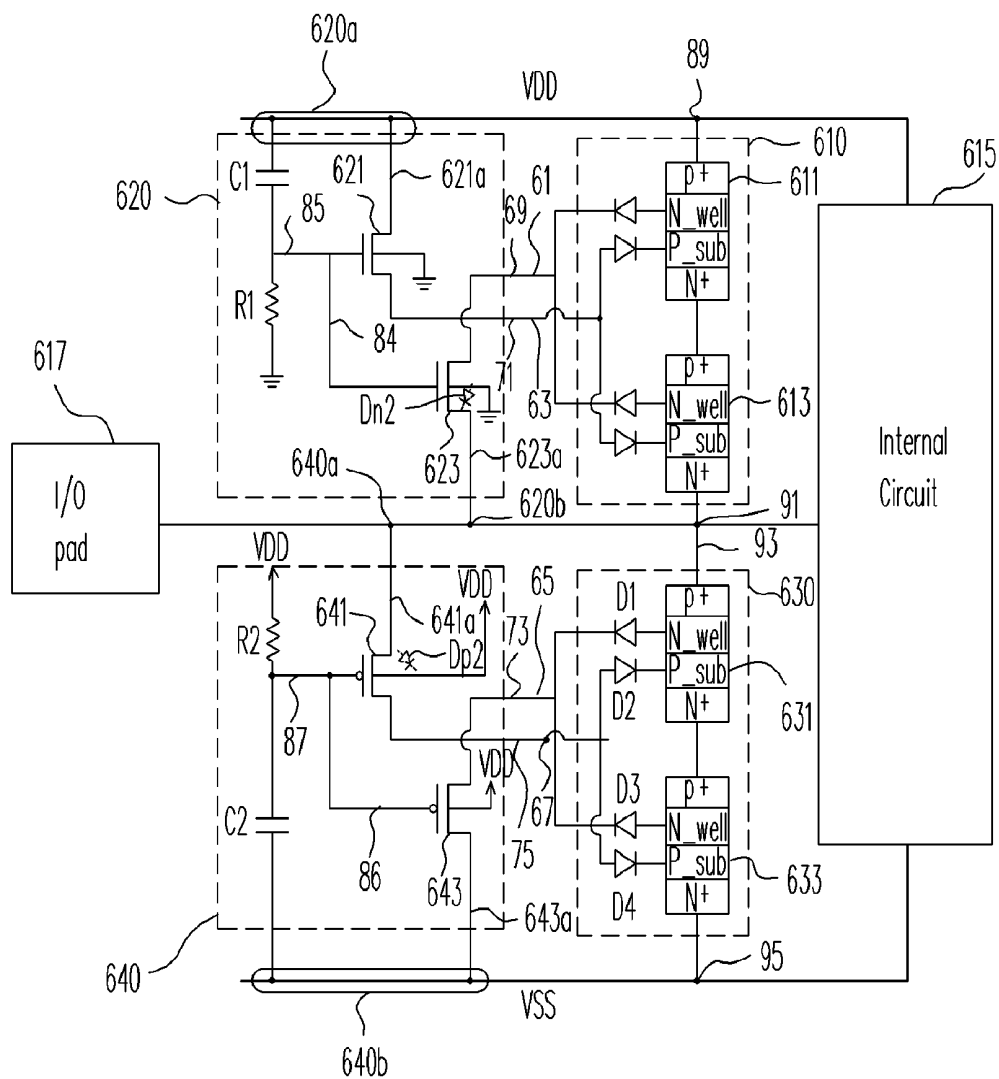 620a
VDD
89
610
C1
621
621a
61
p+
611
615
620
85
69
N_well
P_sub
N+
R1
84
71
63
p+
617
Dn2
N_well
613
P_sub
623
623a
N+
Internal
Circuit
I/O
pad
640a
620b
91
93
VDD
VDD
65
630
641
641a
D1
p+
R2
Dp2
73
N_well
P_sub
D2
N+
631
87
VDD
67
D3
p+
C2
86
75
N_well
P_sub
633
643
D4
N+
643a
640
95
VSS
640b